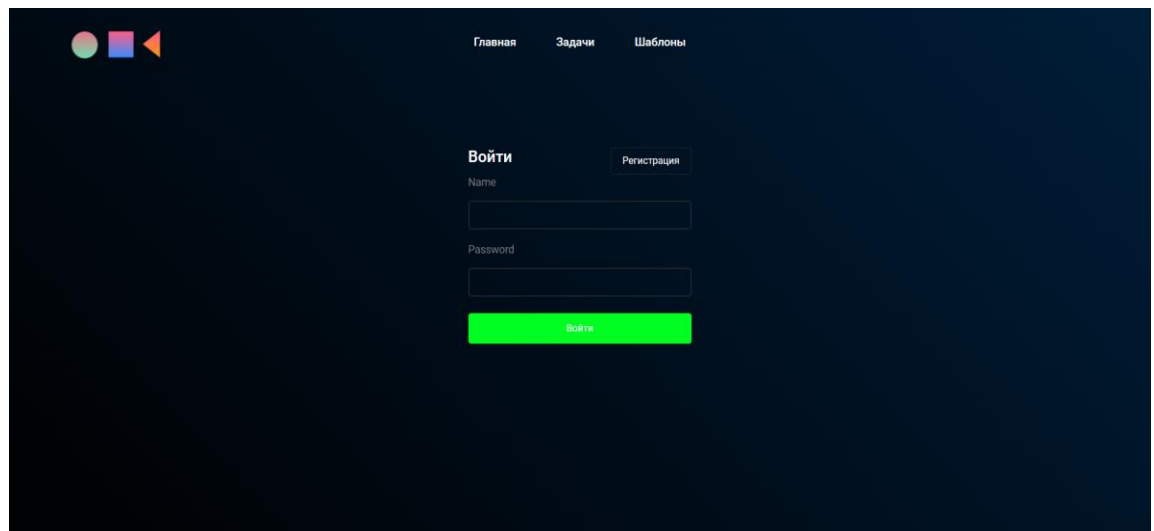 Главная Задачи Шаблоны
Войти Регистрация
Name
Password
Войти